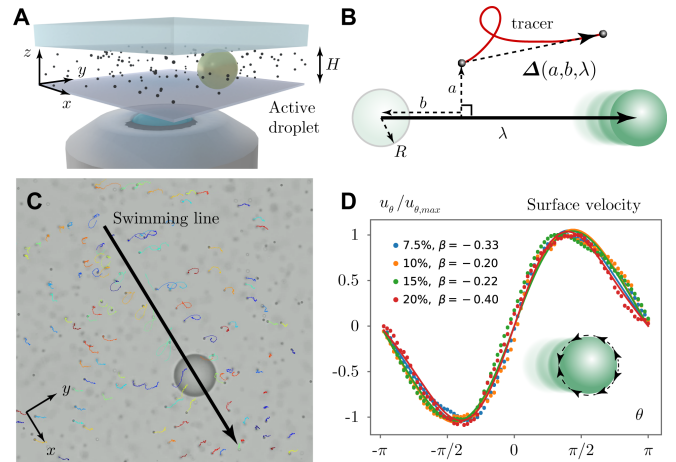 A
z
y
x
H
Active
droplet
B
tracer
Δ(a,b,λ)
a
b
λ
R
C
Swimming line
y
x
D
u_θ/u_θ,max
Surface velocity
7.5%, β = −0.33
10%, β = −0.20
15%, β = −0.22
20%, β = −0.40
1
0.5
0
-0.5
-1
θ
-π
-π/2
0
π/2
π